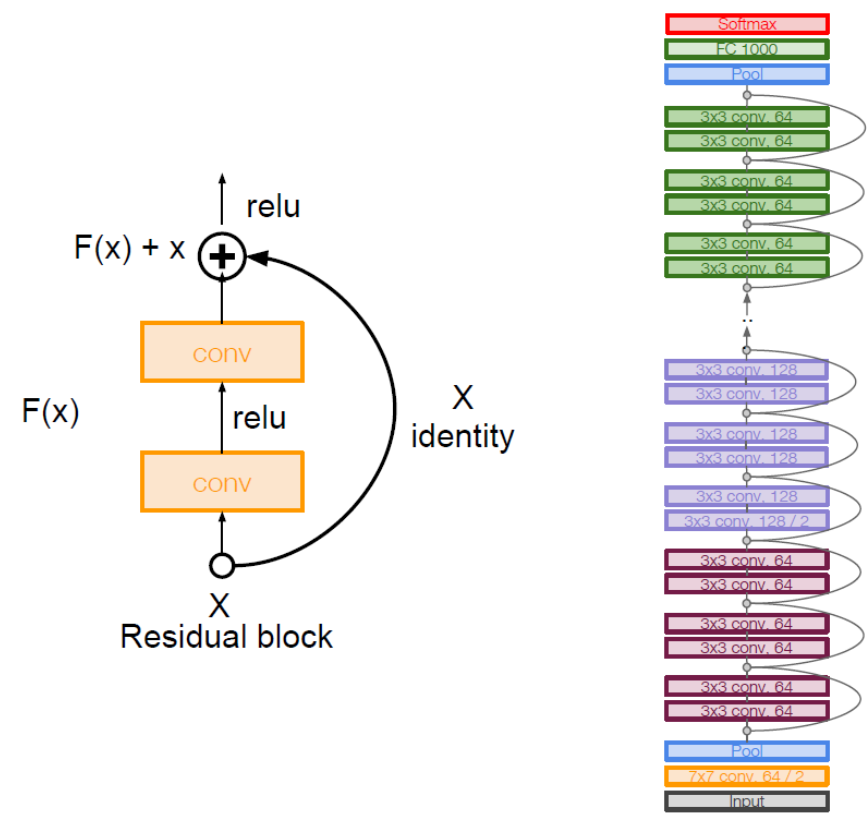 relu
F(x) + x
conv
F(x)
relu
X
identity
conv
X
Residual block
Softmax
FC 1000
Pool
3x3 conv, 64
3x3 conv, 64
3x3 conv, 64
3x3 conv, 64
3x3 conv, 64
3x3 conv, 64
..
3x3 conv, 128
3x3 conv, 128
3x3 conv, 128
3x3 conv, 128
3x3 conv, 128
3x3 conv, 128 / 2
3x3 conv, 64
3x3 conv, 64
3x3 conv, 64
3x3 conv, 64
3x3 conv, 64
3x3 conv, 64
Pool
7x7 conv, 64 / 2
Input